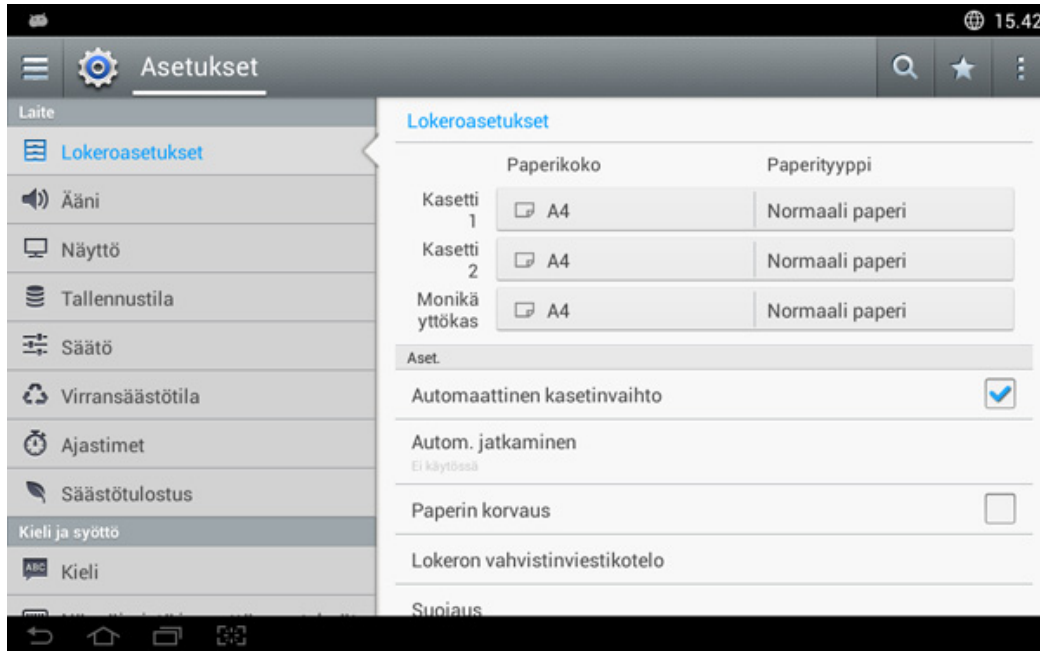 15.42
Asetukset
Laite
Lokeroasetukset
Ääni
Näyttö
Tallennustila
Säätö
Virransäästötila
Ajastimet
Säästötulostus
Kieli ja syöttö
ABC
Kieli
Lokeroasetukset
Paperikoko Paperityyppi
Kasetti
1
A4 Normaali paperi
Kasetti
2
A4 Normaali paperi
Monikä
yttökas
A4 Normaali paperi
Aset.
Automaattinen kasetinvaihto
Autom. jatkaminen
Ei käytössä
Paperin korvaus
Lokeron vahvistinviestikotelo
Suojaus